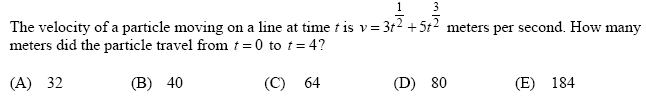 The velocity of a particle moving on a line at time t is v = 3t^{1/2} + 5t^{3/2} meters per second. How many
meters did the particle travel from t = 0 to t = 4?
(A) 32 (B) 40 (C) 64 (D) 80 (E) 184